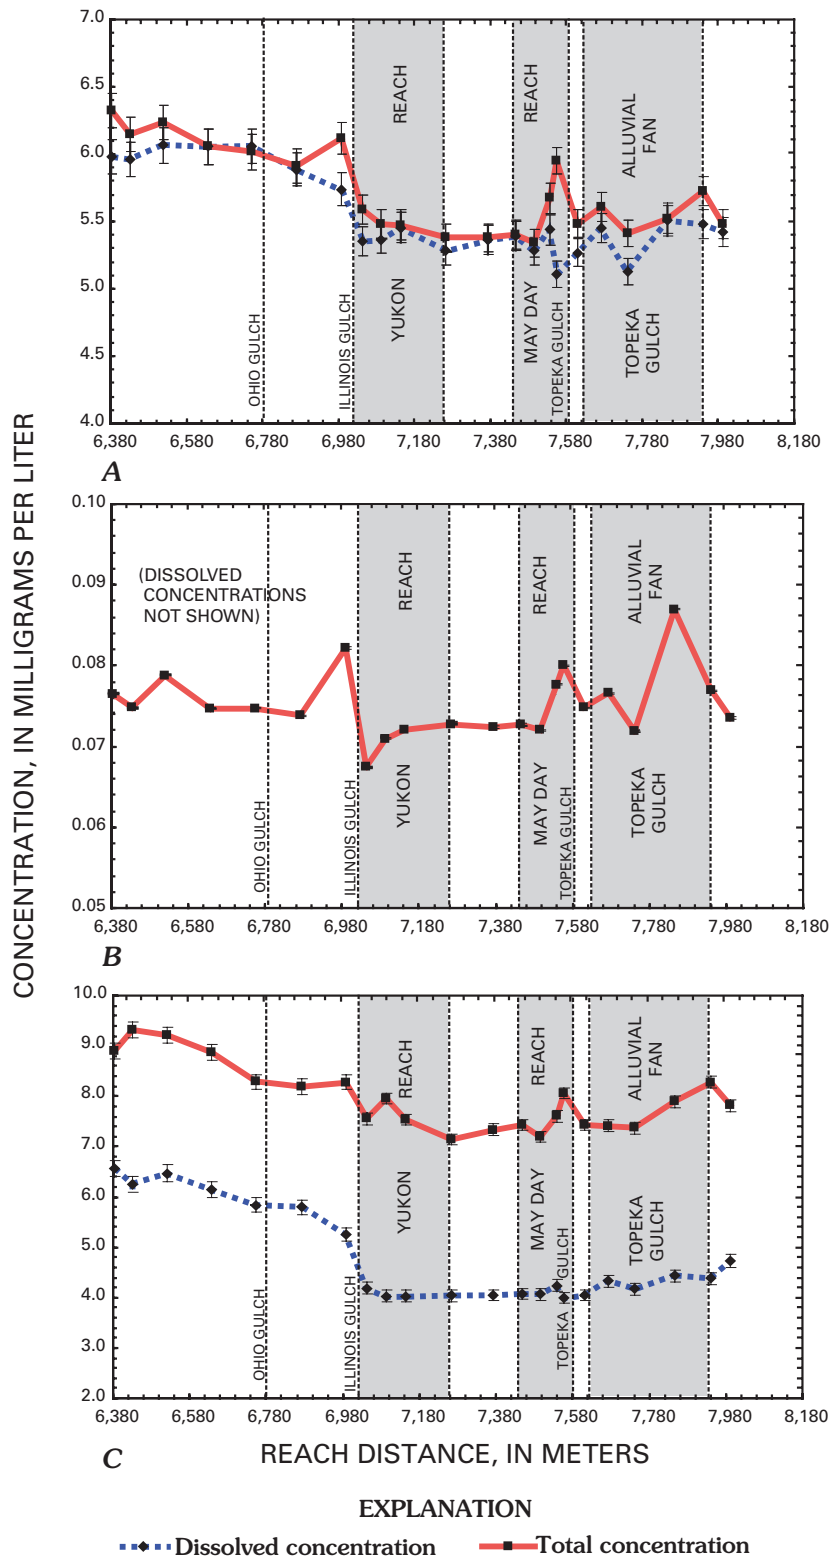 CONCENTRATION, IN MILLIGRAMS PER LITER
7.0
6.5
6.0
5.5
5.0
4.5
4.0
OHIO GULCH
ILLINOIS GULCH
YUKON
REACH
MAY DAY
REACH
TOPEKA GULCH
TOPEKA
GULCH
ALLUVIAL
FAN
6,380 6,580 6,780 6,980 7,180 7,380 7,580 7,780 7,980 8,180
A
0.10
0.09
0.08
0.07
0.06
0.05
(DISSOLVED
CONCENTRATIONS
NOT SHOWN)
OHIO GULCH
ILLINOIS GULCH
YUKON
REACH
MAY DAY
REACH
TOPEKA GULCH
TOPEKA
GULCH
ALLUVIAL
FAN
6,380 6,580 6,780 6,980 7,180 7,380 7,580 7,780 7,980 8,180
B
10.0
9.0
8.0
7.0
6.0
5.0
4.0
3.0
2.0
OHIO GULCH
ILLINOIS GULCH
YUKON
REACH
MAY DAY
REACH
TOPEKA GULCH
TOPEKA
GULCH
ALLUVIAL
FAN
6,380 6,580 6,780 6,980 7,180 7,380 7,580 7,780 7,980 8,180
C
REACH DISTANCE, IN METERS
EXPLANATION
Dissolved concentration Total concentration